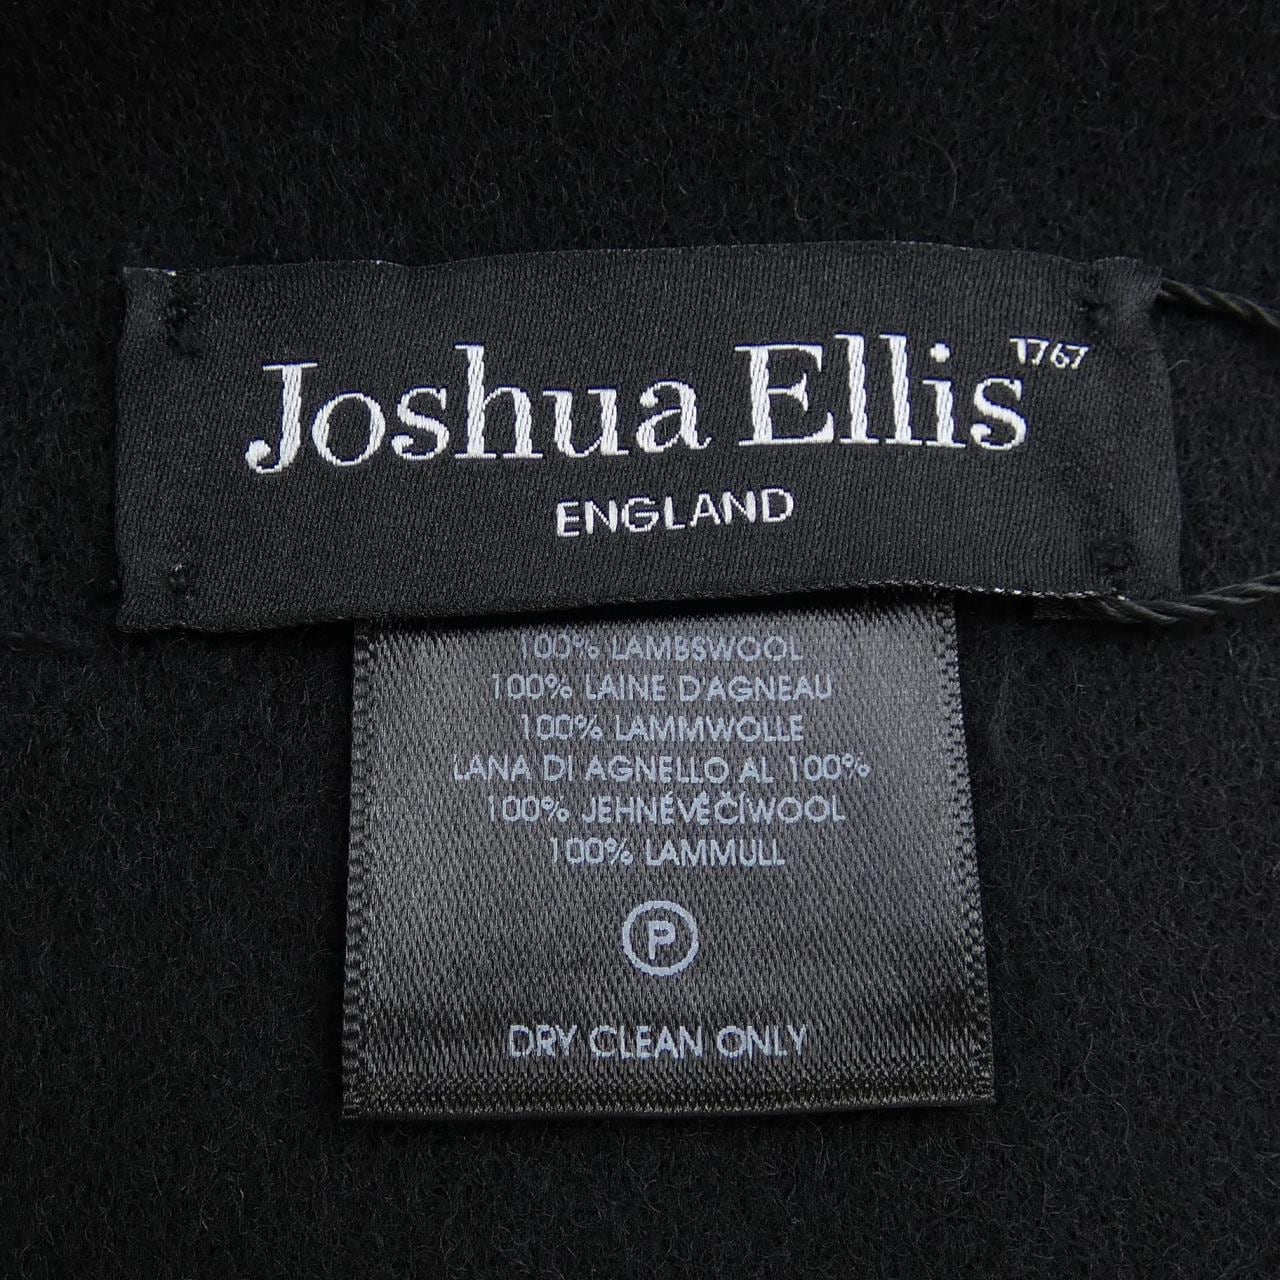 Joshua Ellis 1767
ENGLAND
100% LAMBSWOOL
100% LAINE D'AGNEAU
100% LAMMWOLLE
LANA DI AGNELLO AL 100%
100% JEHNĖVĚČÍWOOL
100% LAMMULL
P
DRY CLEAN ONLY